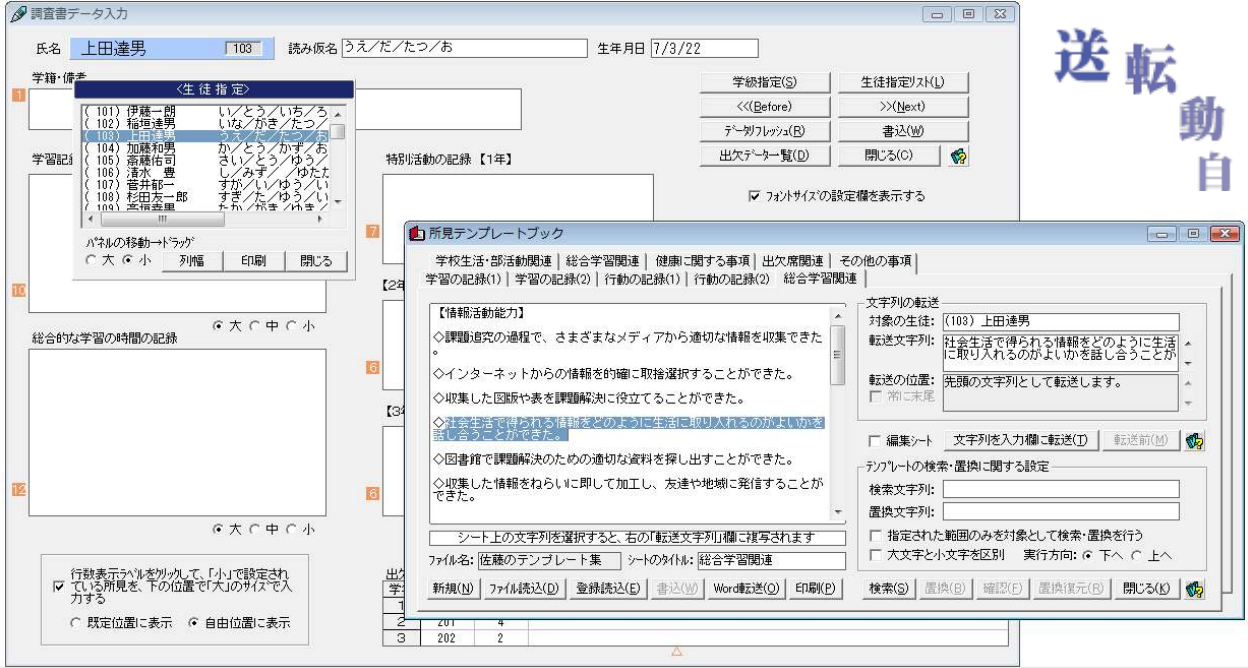 調査書データ入力
氏名 上田達男 103 読み仮名 うえ/だ/たつ/お 生年月日 7/3/22
学籍・備考
1
学級指定(S) 生徒指定リスト(L)
<<(Before) >>(Next)
データリフレッシュ(R) 書込(W)
出欠データ一覧(D) 閉じる(C)
フォントサイズの設定欄を表示する
送転動自
<生徒指定>
( 101) 伊藤一朗 い/とう/いち/ろ
( 102) 稲垣達男 いな/がき/たつ/
( 103) 上田達男 うえ/だ/たつ/お
( 104) 加藤和男 か/とう/かず/お
( 105) 斎藤佑司 さい/とう/ゆう/
( 106) 清水 豊 し/みず/ /ゆたた
( 107) 菅井郁一 すが/い/ゆう/い
( 108) 杉田友一郎 すぎ/た/ゆう/い
( 109) 高垣幸男 たか/がき/ゆき/
パネルの移動→ドラッグ
大 小 列幅 印刷 閉じる
学習記
特別活動の記録【1年】
7
10
大 中 小
総合的な学習の時間の記録
12
大 中 小
【2年
6
【3年
6
行数表示ラベルをクリックして、「小」で設定されている所見を、下の位置で「大」のサイズで入力する
既定位置に表示 自由位置に表示
出欠
学
1
2 201 4
3 202 2
△
所見テンプレートブック
学校生活・部活動関連 総合学習関連 健康に関する事項 出欠席関連 その他の事項
学習の記録(1) 学習の記録(2) 行動の記録(1) 行動の記録(2) 総合学習関連
【情報活動能力】
◇課題追究の過程で、さまざまなメディアから適切な情報を収集できた
。
◇インターネットからの情報を的確に取捨選択することができた。
◇収集した図版や表を課題解決に役立てることができた。
◇社会生活で得られる情報をどのように生活に取り入れるのがよいかを
話し合うことができた。
◇図書館で課題解決のための適切な資料を探し出すことができた。
◇収集した情報をねらいに即して加工し、友達や地域に発信することが
できた。
シート上の文字列を選択すると、右の「転送文字列」欄に複写されます
ファイル名: 佐藤のテンプレート集 シートのタイトル: 総合学習関連
新規(N) ファイル読込(D) 登録読込(E) 書込(W) Word転送(O) 印刷(P)
文字列の転送
対象の生徒: (103) 上田達男
転送文字列: 社会生活で得られる情報をどのように生活
に取り入れるのがよいかを話し合うことが
転送の位置: 先頭の文字列として転送します。
常に末尾
編集シート 文字列を入力欄に転送(T) 転送前(M)
テンプレートの検索・置換に関する設定
検索文字列:
置換文字列:
指定された範囲のみを対象として検索・置換を行う
大文字と小文字を区別 実行方向: 下へ 上へ
検索(S) 置換(B) 確認(F) 置換復元(R) 閉じる(K)